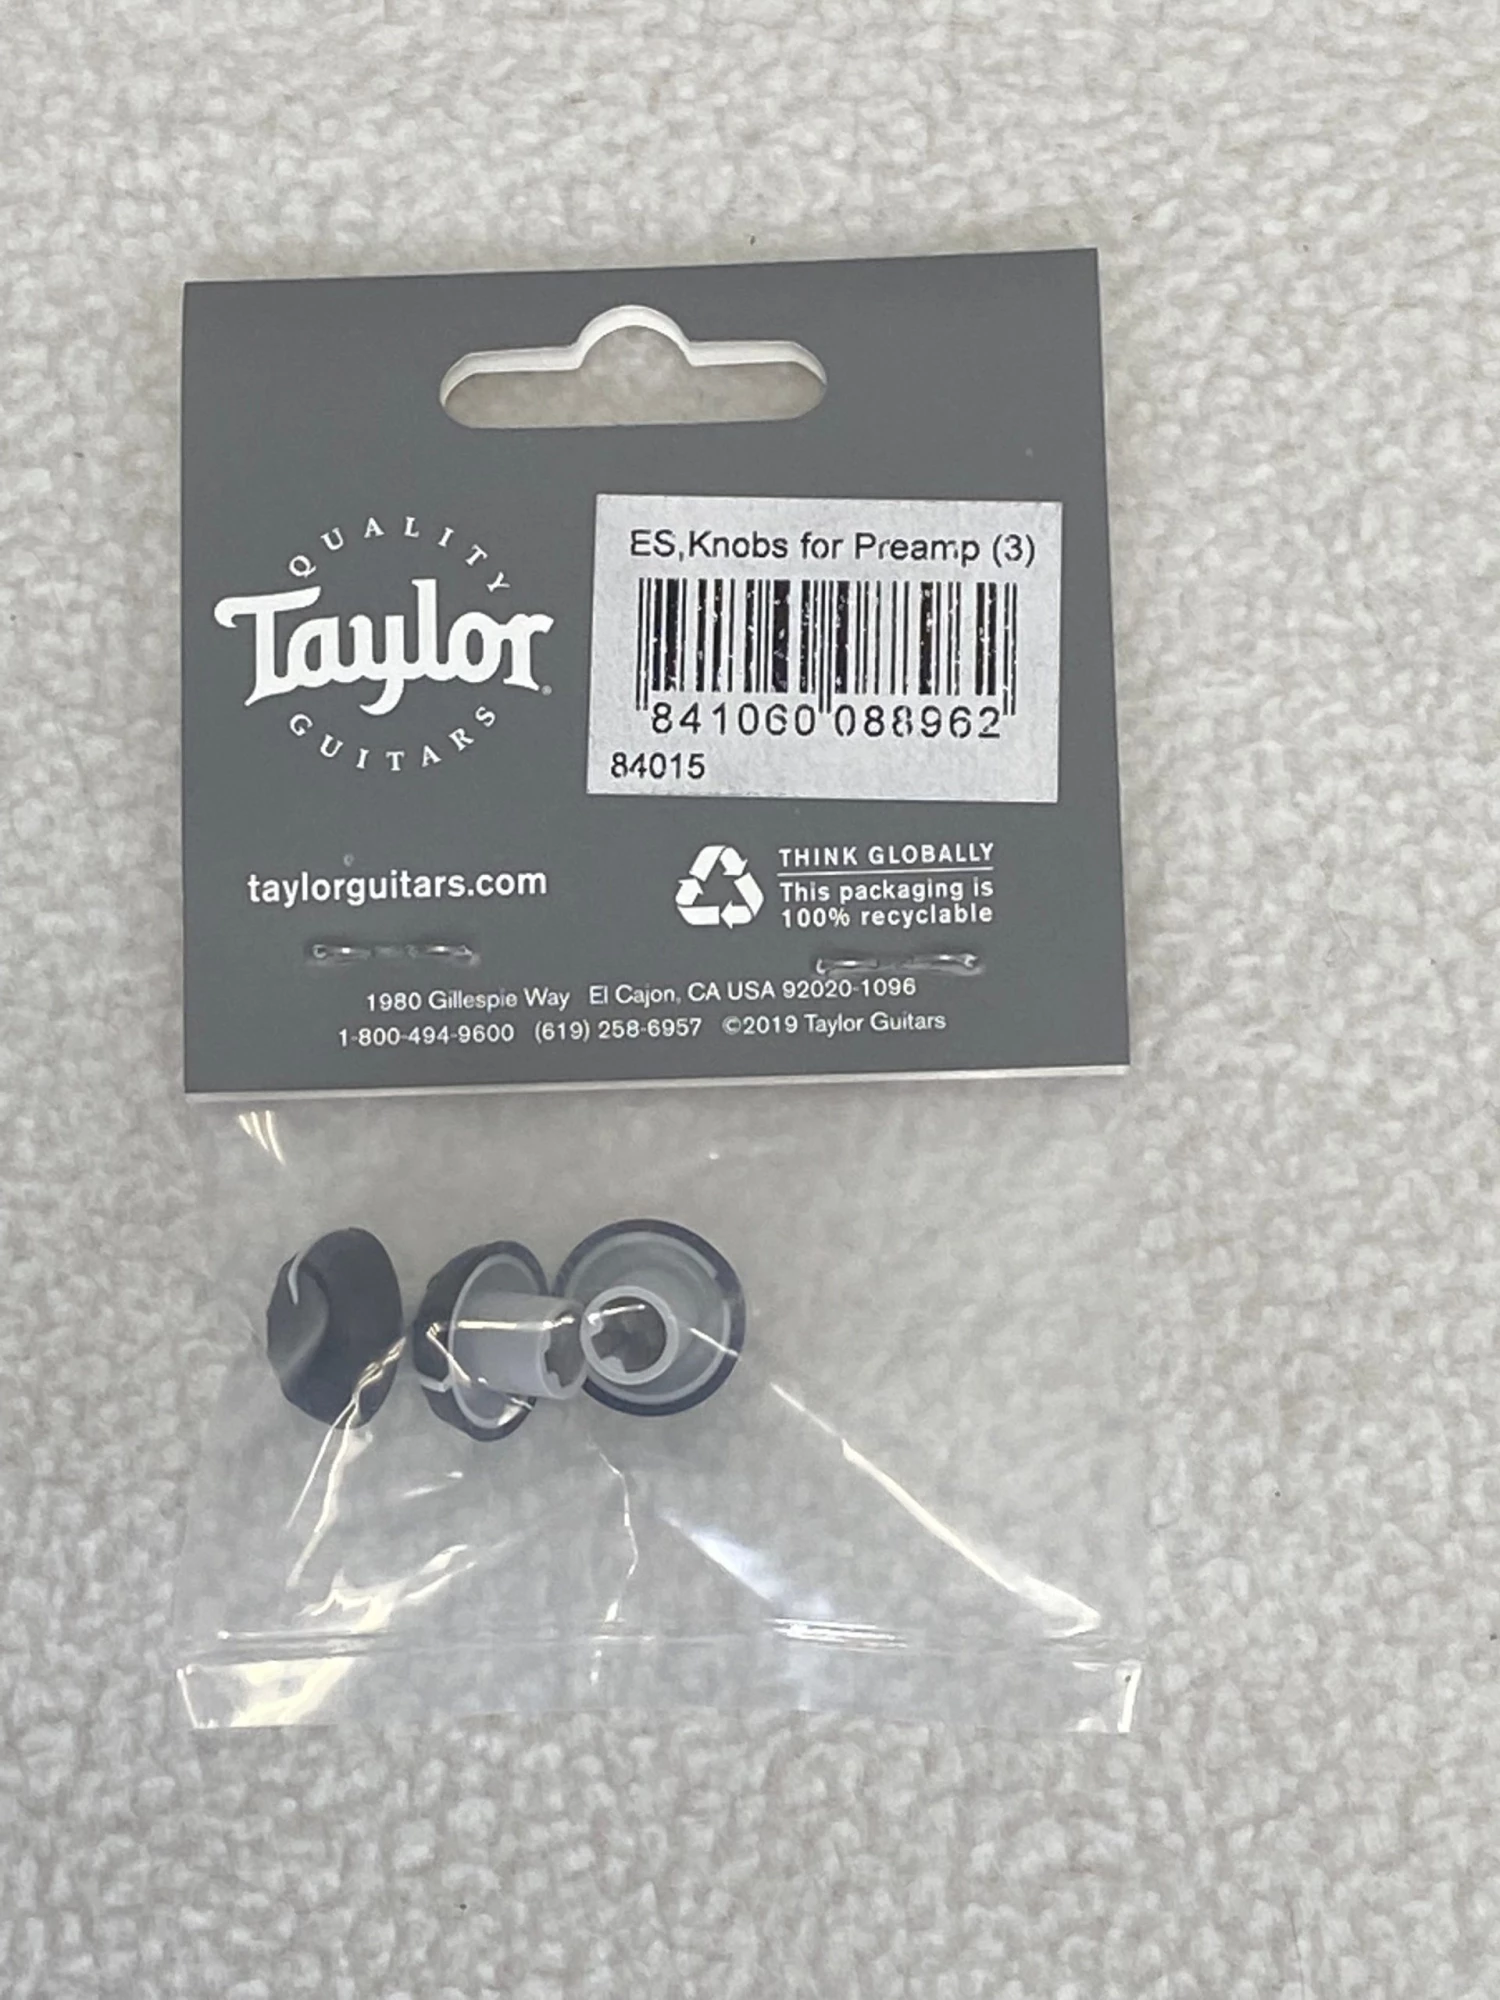 QUALITY
Taylor®
GUITARS
ES,Knobs for Preamp (3)
841060 088962
84015
taylorguitars.com
THINK GLOBALLY
This packaging is
100% recyclable
1980 Gillespie Way El Cajon, CA USA 92020-1096
1-800-494-9600 (619) 258-6957 ©2019 Taylor Guitars